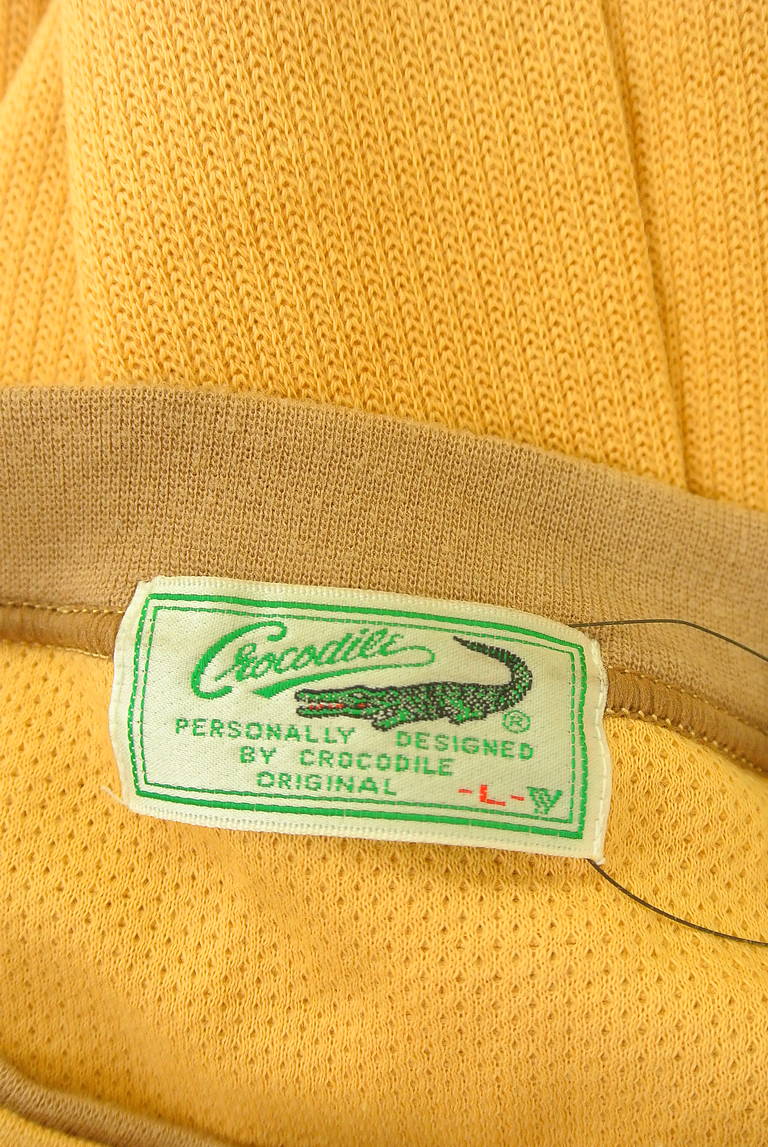 Crocodile
®
PERSONALLY DESIGNED
BY CROCODILE
ORIGINAL -L-